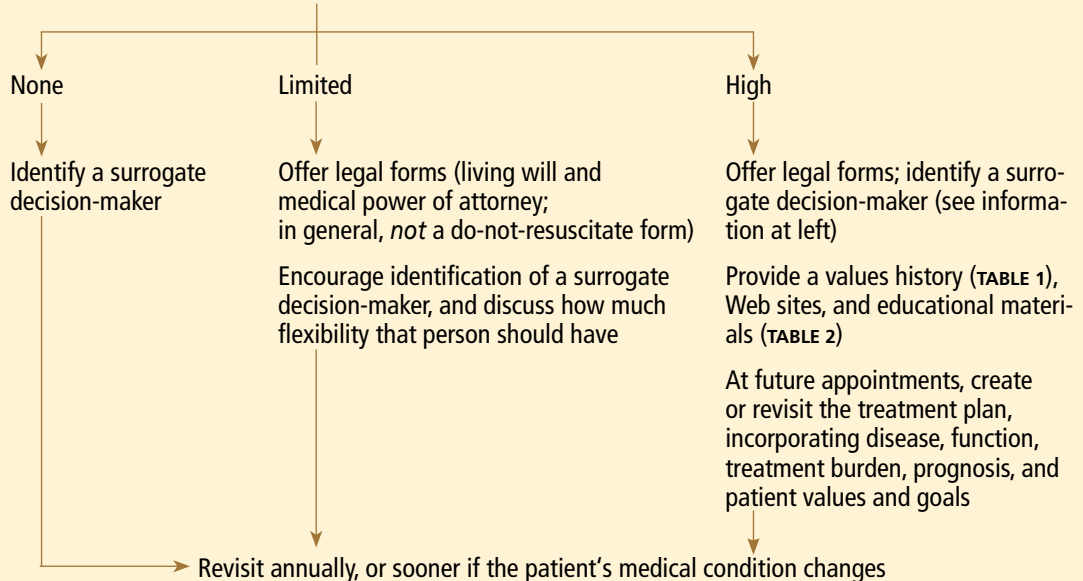 None
Limited
High
Identify a surrogate
decision-maker
Offer legal forms (living will and
medical power of attorney;
in general, not a do-not-resuscitate form)
Encourage identification of a surrogate
decision-maker, and discuss how much
flexibility that person should have
Offer legal forms; identify a surro-
gate decision-maker (see informa-
tion at left)
Provide a values history (TABLE 1),
Web sites, and educational materi-
als (TABLE 2)
At future appointments, create
or revisit the treatment plan,
incorporating disease, function,
treatment burden, prognosis, and
patient values and goals
Revisit annually, or sooner if the patient’s medical condition changes